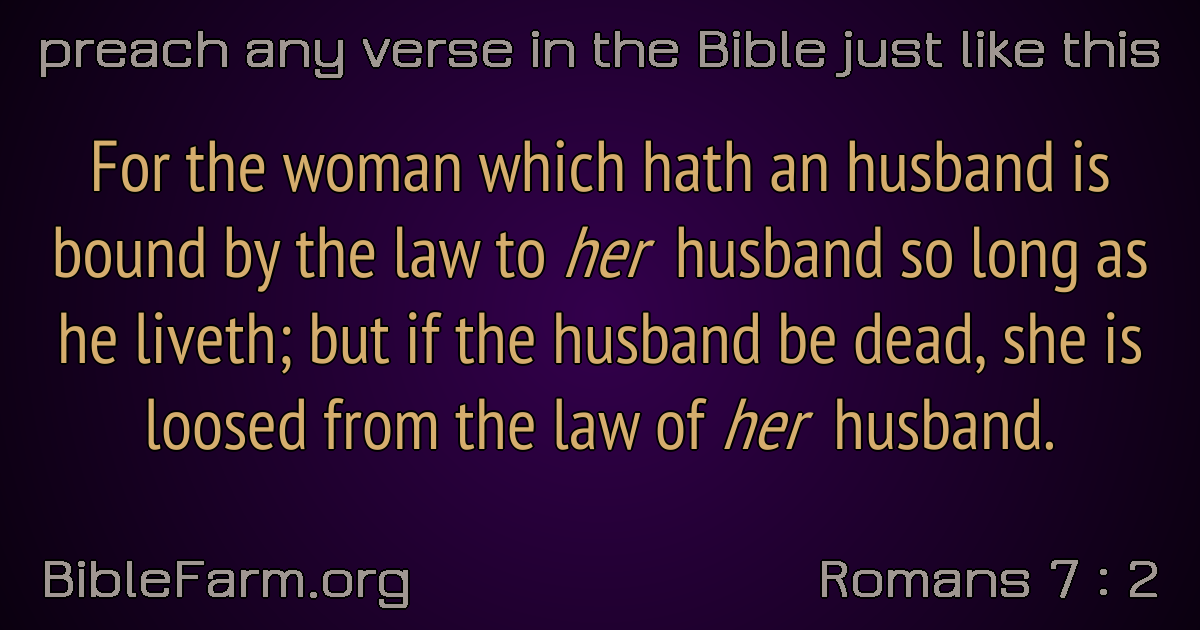 preach any verse in the Bible just like this
For the woman which hath an husband is
bound by the law to her husband so long as
he liveth; but if the husband be dead, she is
loosed from the law of her husband.
BibleFarm.org
Romans 7 : 2